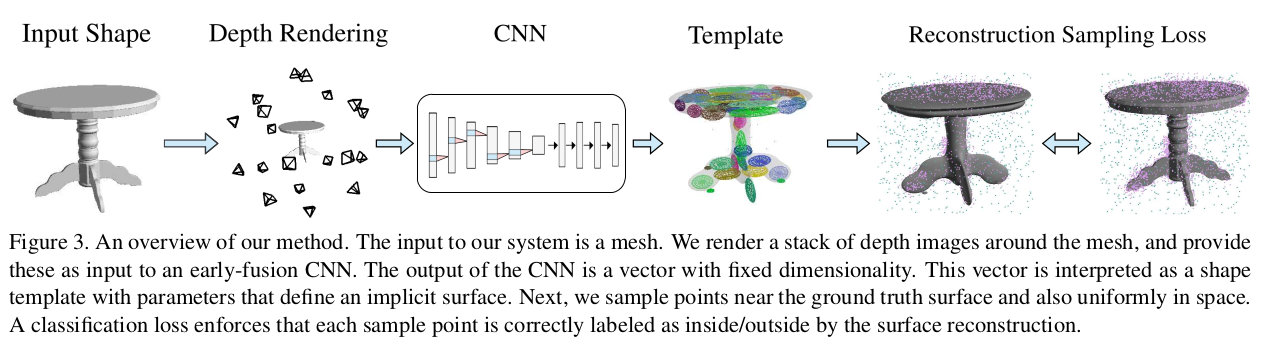 Input Shape
Depth Rendering
CNN
Template
Reconstruction Sampling Loss
Figure 3. An overview of our method. The input to our system is a mesh. We render a stack of depth images around the mesh, and provide
these as input to an early-fusion CNN. The output of the CNN is a vector with fixed dimensionality. This vector is interpreted as a shape
template with parameters that define an implicit surface. Next, we sample points near the ground truth surface and also uniformly in space.
A classification loss enforces that each sample point is correctly labeled as inside/outside by the surface reconstruction.